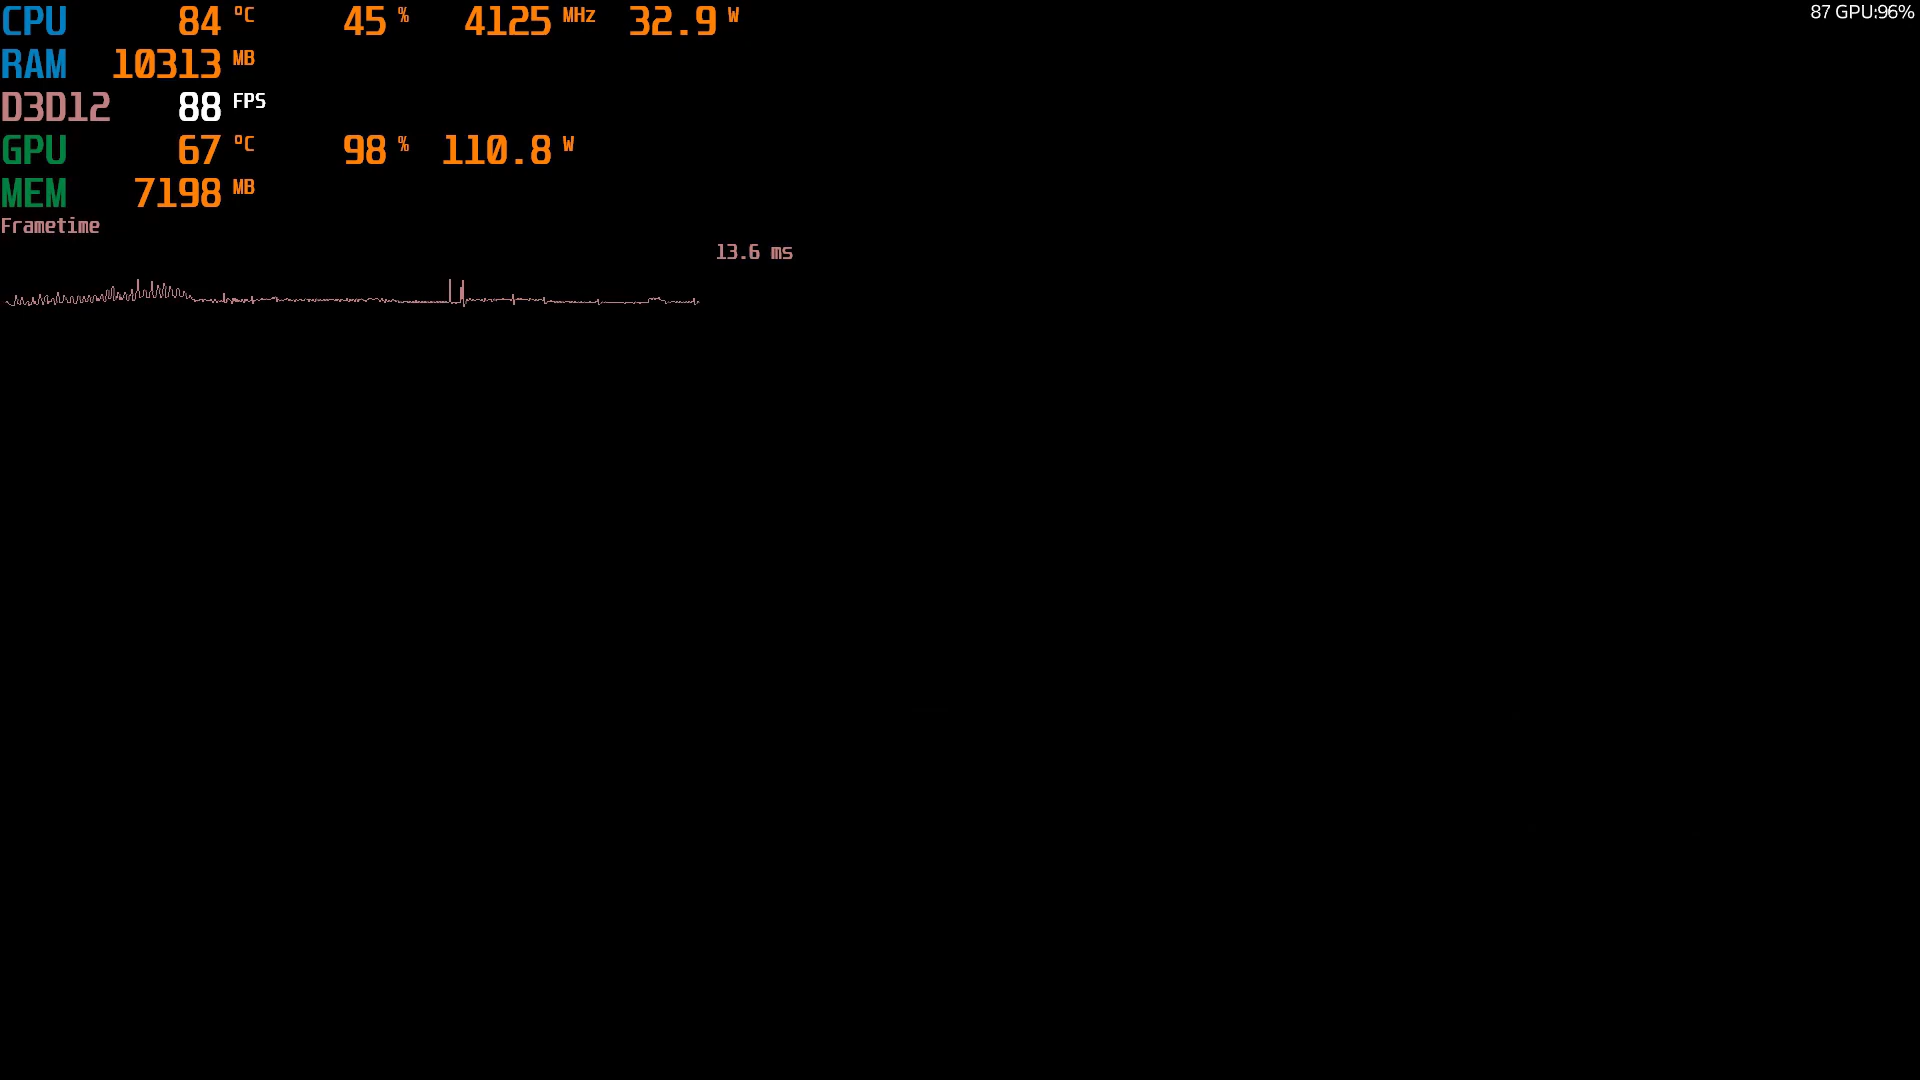 CPU 84 °C 45 % 4125 MHz 32.9 W
87 GPU:96%
RAM 10313 MB
D3D12 88 FPS
GPU 67 °C 98 % 110.8 W
MEM 7198 MB
Frametime
13.6 ms